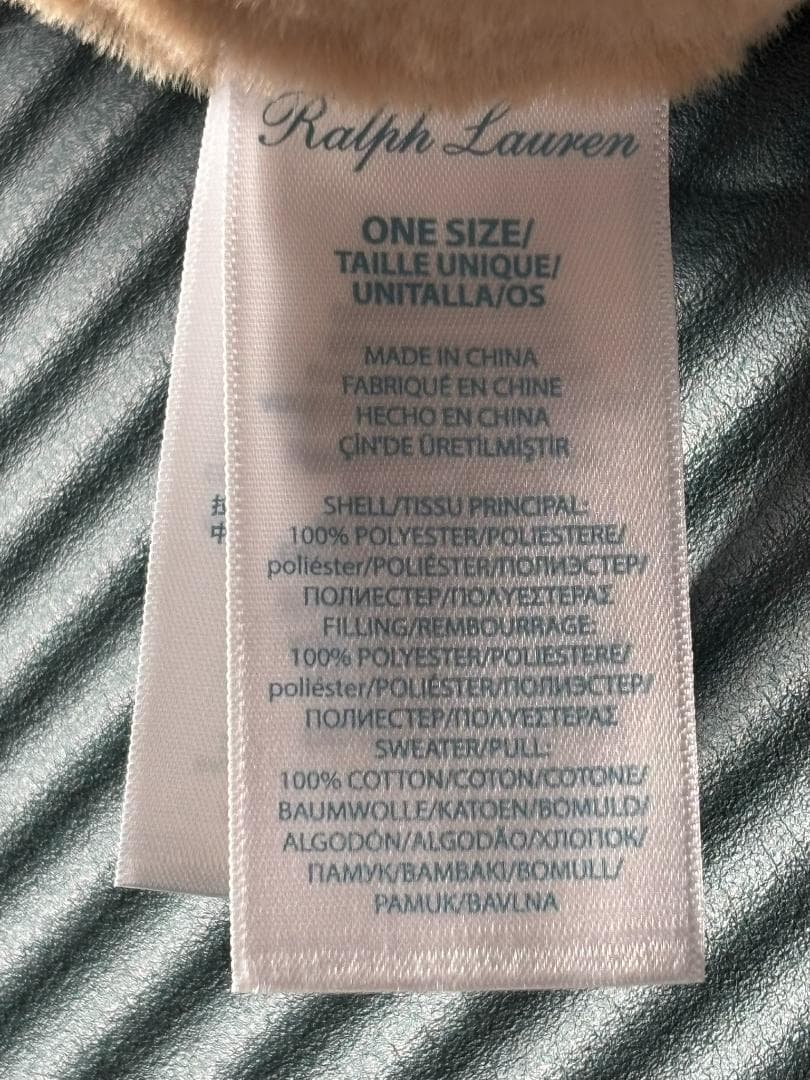 Ralph Lauren
ONE SIZE/
TAILLE UNIQUE/
UNITALLA/OS
MADE IN CHINA
FABRIQUÉ EN CHINE
HECHO EN CHINA
ÇİN'DE ÜRETİLMİŞTİR
SHELL/TISSU PRINCIPAL:
100% POLYESTER/POLIESTERE/
poliéster/POLIÉSTER/ПОЛИЭСТЕР/
ПОЛИЕСТЕР/ΠΟΛΥΕΣΤΕΡΑΣ
FILLING/REMBOURRAGE:
100% POLYESTER/POLIESTERE/
poliéster/POLIÉSTER/ПОЛИЭСТЕР/
ПОЛИЕСТЕР/ΠΟΛΥΕΣΤΕΡΑΣ
SWEATER/PULL:
100% COTTON/COTON/COTONE/
BAUMWOLLE/KATOEN/BOMULD/
ALGODÓN/ALGODÃO/ХЛОПОК/
ПАМУК/BAMBAKI/BOMULL/
PAMUK/BAVLNA